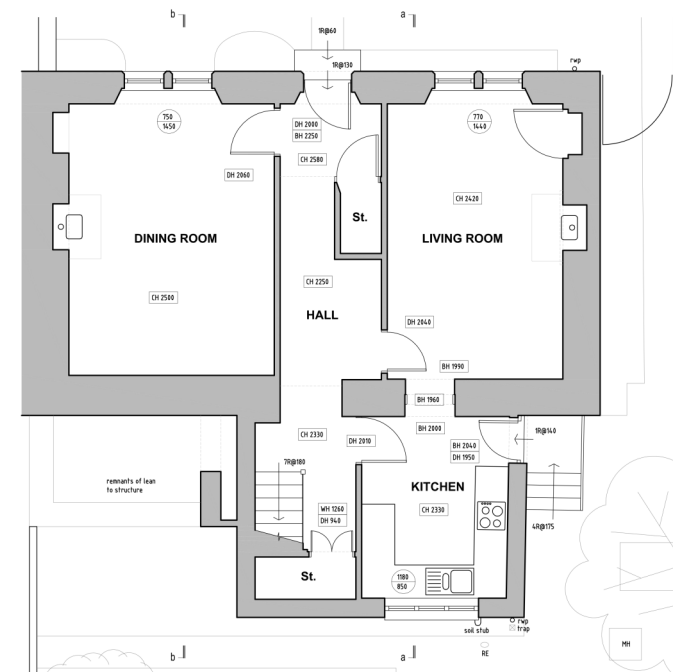 b
a
1R@60
1R@130
rwp
750
1450
DH 2000
BH 2250
770
1440
CH 2580
DH 2060
CH 2420
St.
DINING ROOM
LIVING ROOM
CH 2250
CH 2500
HALL
DH 2040
BH 1990
BH 1960
CH 2330
DH 2010
BH 2000
1R@140
BH 2040
DH 1950
7R@180
remnants of lean
to structure
KITCHEN
WH 1260
DH 940
CH 2330
4R@175
St.
1180
850
soil stub
rwp
trap
MH
RE
b
a